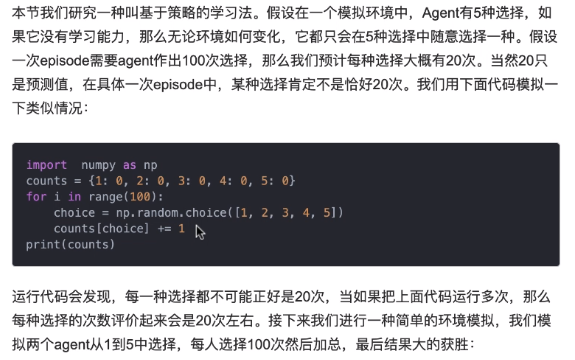 本节我们研究一种叫基于策略的学习法。假设在一个模拟环境中，Agent有5种选择，如
果它没有学习能力，那么无论环境如何变化，它都只会在5种选择中随意选择一种。假设
一次episode需要agent作出100次选择，那么我们预计每种选择大概有20次。当然20只
是预测值，在具体一次episode中，某种选择肯定不是恰好20次。我们用下面代码模拟一
下类似情况：
import  numpy as np
counts = {1: 0, 2: 0, 3: 0, 4: 0, 5: 0}
for i in range(100):
    choice = np.random.choice([1, 2, 3, 4, 5])
    counts[choice] += 1
print(counts)
运行代码会发现，每一种选择都不可能正好是20次，当如果把上面代码运行多次，那么
每种选择的次数评价起来会是20次左右。接下来我们进行一种简单的环境模拟，我们模
拟两个agent从1到5中选择，每人选择100次然后加总，最后结果大的获胜：